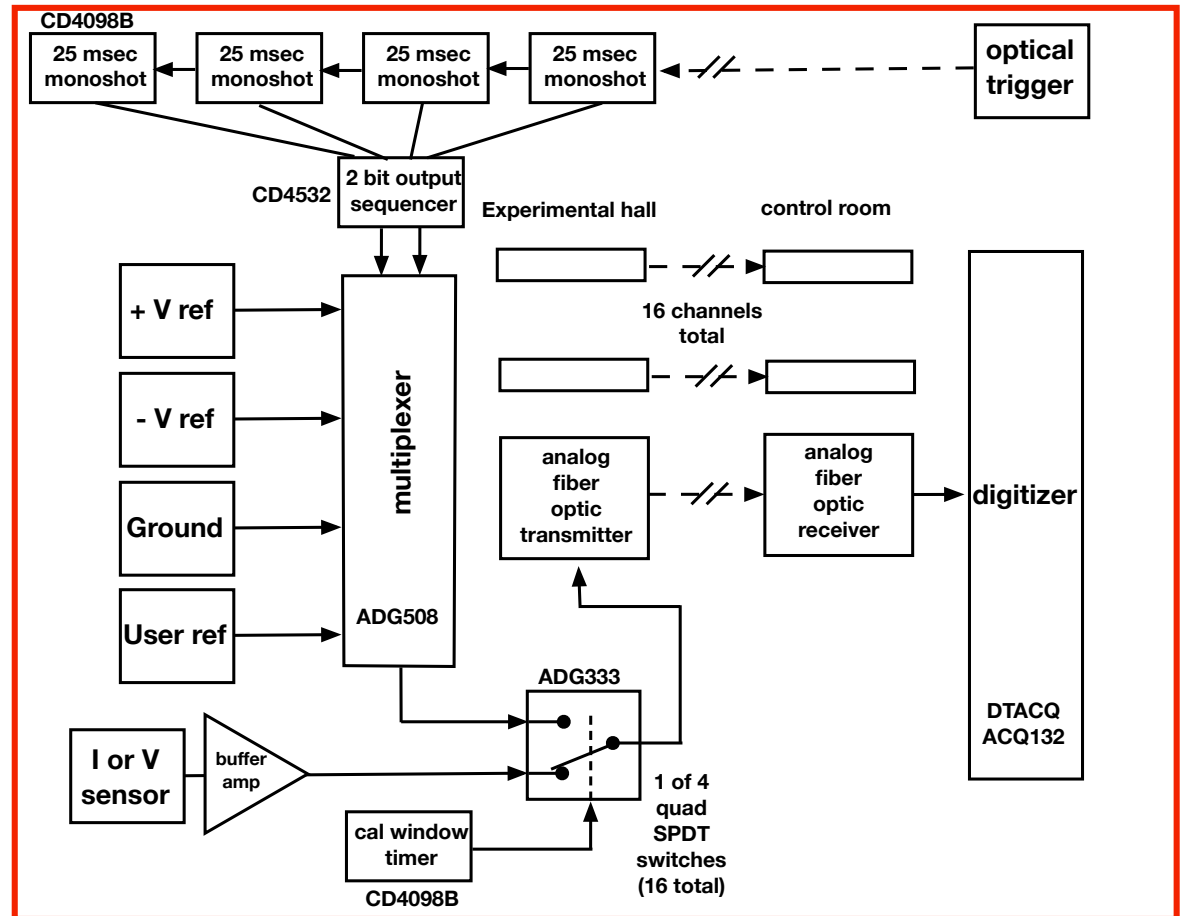 CD4098B
25 msec
monoshot
25 msec
monoshot
25 msec
monoshot
25 msec
monoshot
optical
trigger
CD4532
2 bit output
sequencer
Experimental hall
control room
16 channels
total
+ V ref
- V ref
Ground
User ref
multiplexer
ADG508
analog
fiber
optic
transmitter
analog
fiber
optic
receiver
digitizer
DTACQ
ACQ132
ADG333
I or V
sensor
buffer
amp
cal window
timer
CD4098B
1 of 4
quad
SPDT
switches
(16 total)